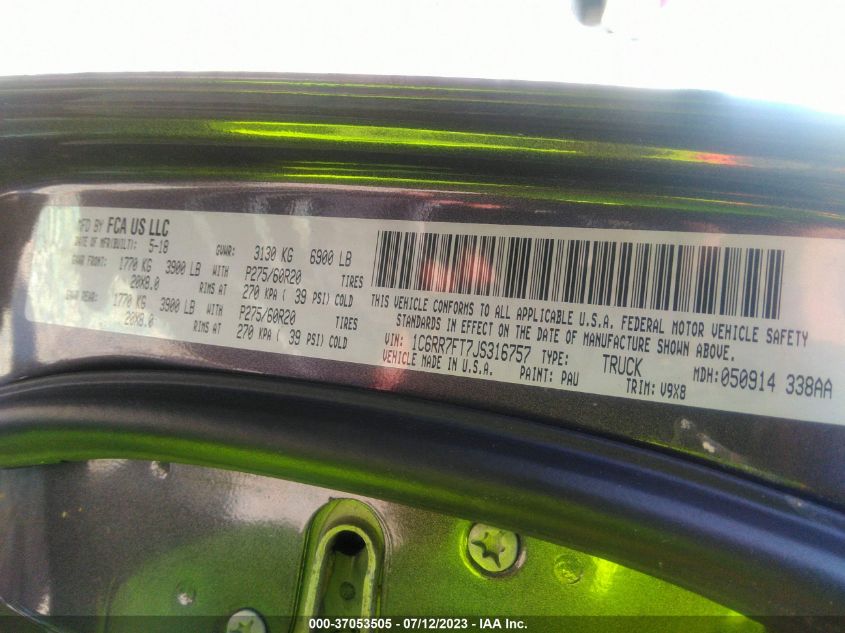 MFD BY FCA US LLC
DATE OF MFR(BUILT): 5-18 GVWR: 3130 KG 6900 LB
GAWR FRONT: 1770 KG 3900 LB WITH P275/60R20 TIRES
20X8.0 RIMS AT 270 KPA ( 39 PSI) COLD
GAWR REAR: 1770 KG 3900 LB WITH P275/60R20 TIRES
20X8.0 RIMS AT 270 KPA ( 39 PSI) COLD
THIS VEHICLE CONFORMS TO ALL APPLICABLE U.S.A. FEDERAL MOTOR VEHICLE SAFETY
STANDARDS IN EFFECT ON THE DATE OF MANUFACTURE SHOWN ABOVE.
VIN: 1C6RR7FT7JS316757 TYPE: TRUCK MDH: 050914 338AA
VEHICLE MADE IN U.S.A. PAINT: PAU TRIM: V9X8
000-37053505 - 07/12/2023 - IAA Inc.